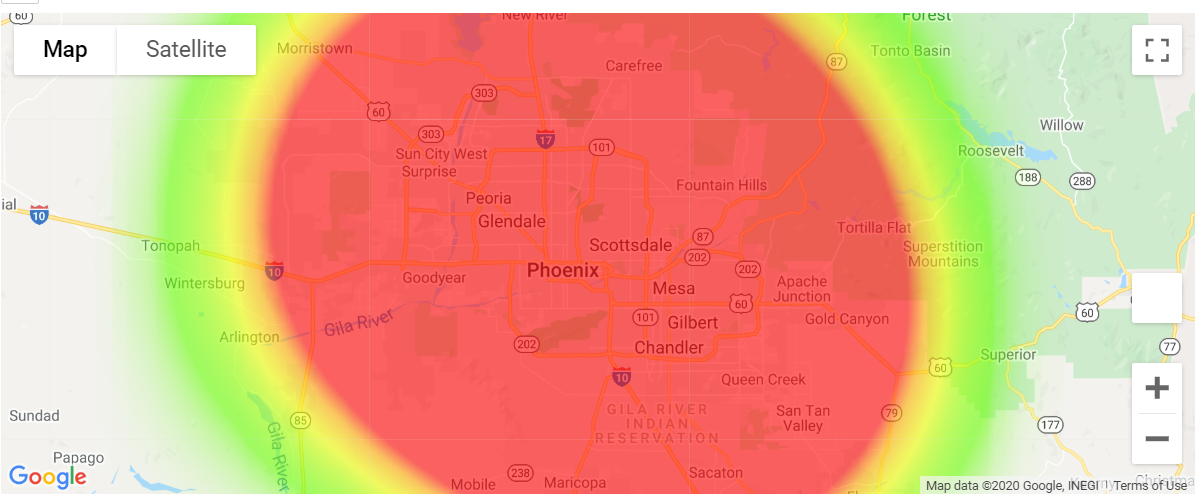 60
New River
Forest
Map
Satellite
Morristown
Tonto Basin
87
Carefree
303
60
303
17
101
Willow
Sun City West
Surprise
Roosevelt
188
288
Fountain Hills
Peoria
Glendale
ial
10
Tortilla Flat
87
Scottsdale
Tonopah
Superstition
Mountains
202
202
10
Phoenix
Goodyear
Wintersburg
Mesa
Apache
Junction
60
60
Gila River
101
Gilbert
Gold Canyon
Arlington
202
Chandler
77
Superior
10
Queen Creek
60
GILA RIVER
INDIAN
RESERVATION
San Tan
Valley
79
Sundad
85
177
Gila River
Papago
Google
238
Sacaton
Mobile
Maricopa
Christma
Map data ©2020 Google, INEGI
Terms of Use